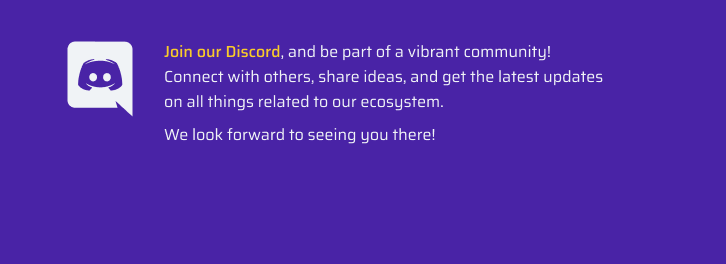 Join our Discord, and be part of a vibrant community!
Connect with others, share ideas, and get the latest updates
on all things related to our ecosystem.
We look forward to seeing you there!